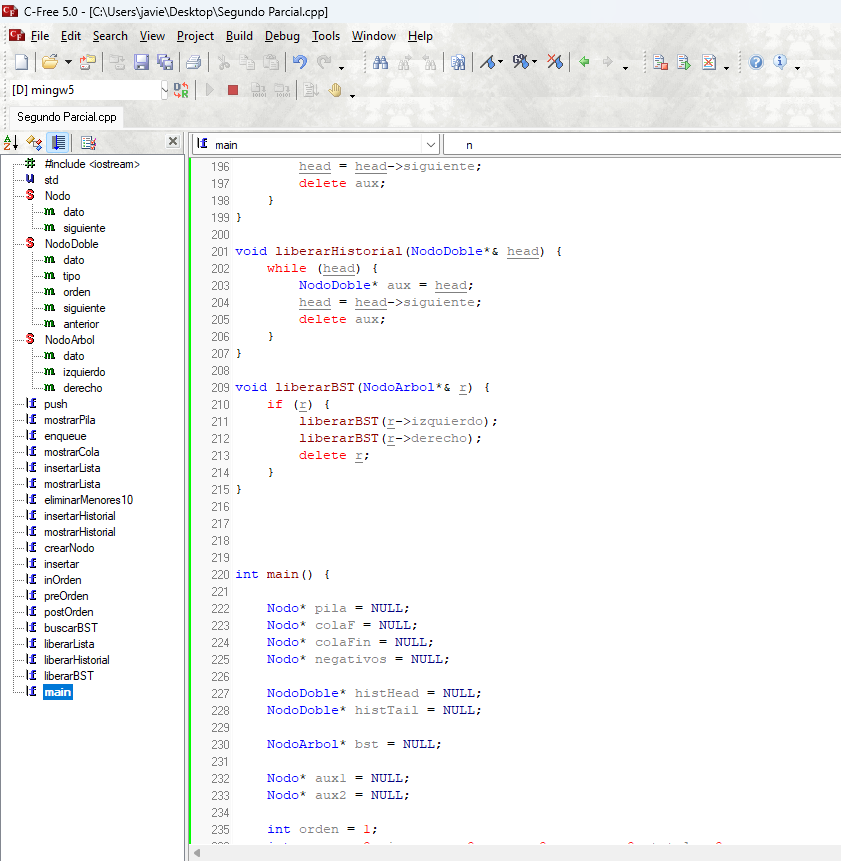 C-Free 5.0 - [C:\Users\javie\Desktop\Segundo Parcial.cpp]
File Edit Search View Project Build Debug Tools Window Help
[D] mingw5
Segundo Parcial.cpp
main
n
#include <iostream>
std
Nodo
dato
siguiente
NodoDoble
dato
tipo
orden
siguiente
anterior
NodoArbol
dato
izquierdo
derecho
push
mostrarPila
enqueue
mostrarCola
insertarLista
mostrarLista
eliminarMenores10
insertarHistorial
mostrarHistorial
crearNodo
insertar
inOrden
preOrden
postOrden
buscarBST
liberarLista
liberarHistorial
liberarBST
main
196 head = head->siguiente;
197 delete aux;
198 }
199 }
200
201 void liberarHistorial(NodoDoble*& head) {
202 while (head) {
203 NodoDoble* aux = head;
204 head = head->siguiente;
205 delete aux;
206 }
207 }
208
209 void liberarBST(NodoArbol*& r) {
210 if (r) {
211 liberarBST(r->izquierdo);
212 liberarBST(r->derecho);
213 delete r;
214 }
215 }
216
217
218
219
220 int main() {
221
222 Nodo* pila = NULL;
223 Nodo* colaF = NULL;
224 Nodo* colaFin = NULL;
225 Nodo* negativos = NULL;
226
227 NodoDoble* histHead = NULL;
228 NodoDoble* histTail = NULL;
229
230 NodoArbol* bst = NULL;
231
232 Nodo* aux1 = NULL;
233 Nodo* aux2 = NULL;
234
235 int orden = 1;